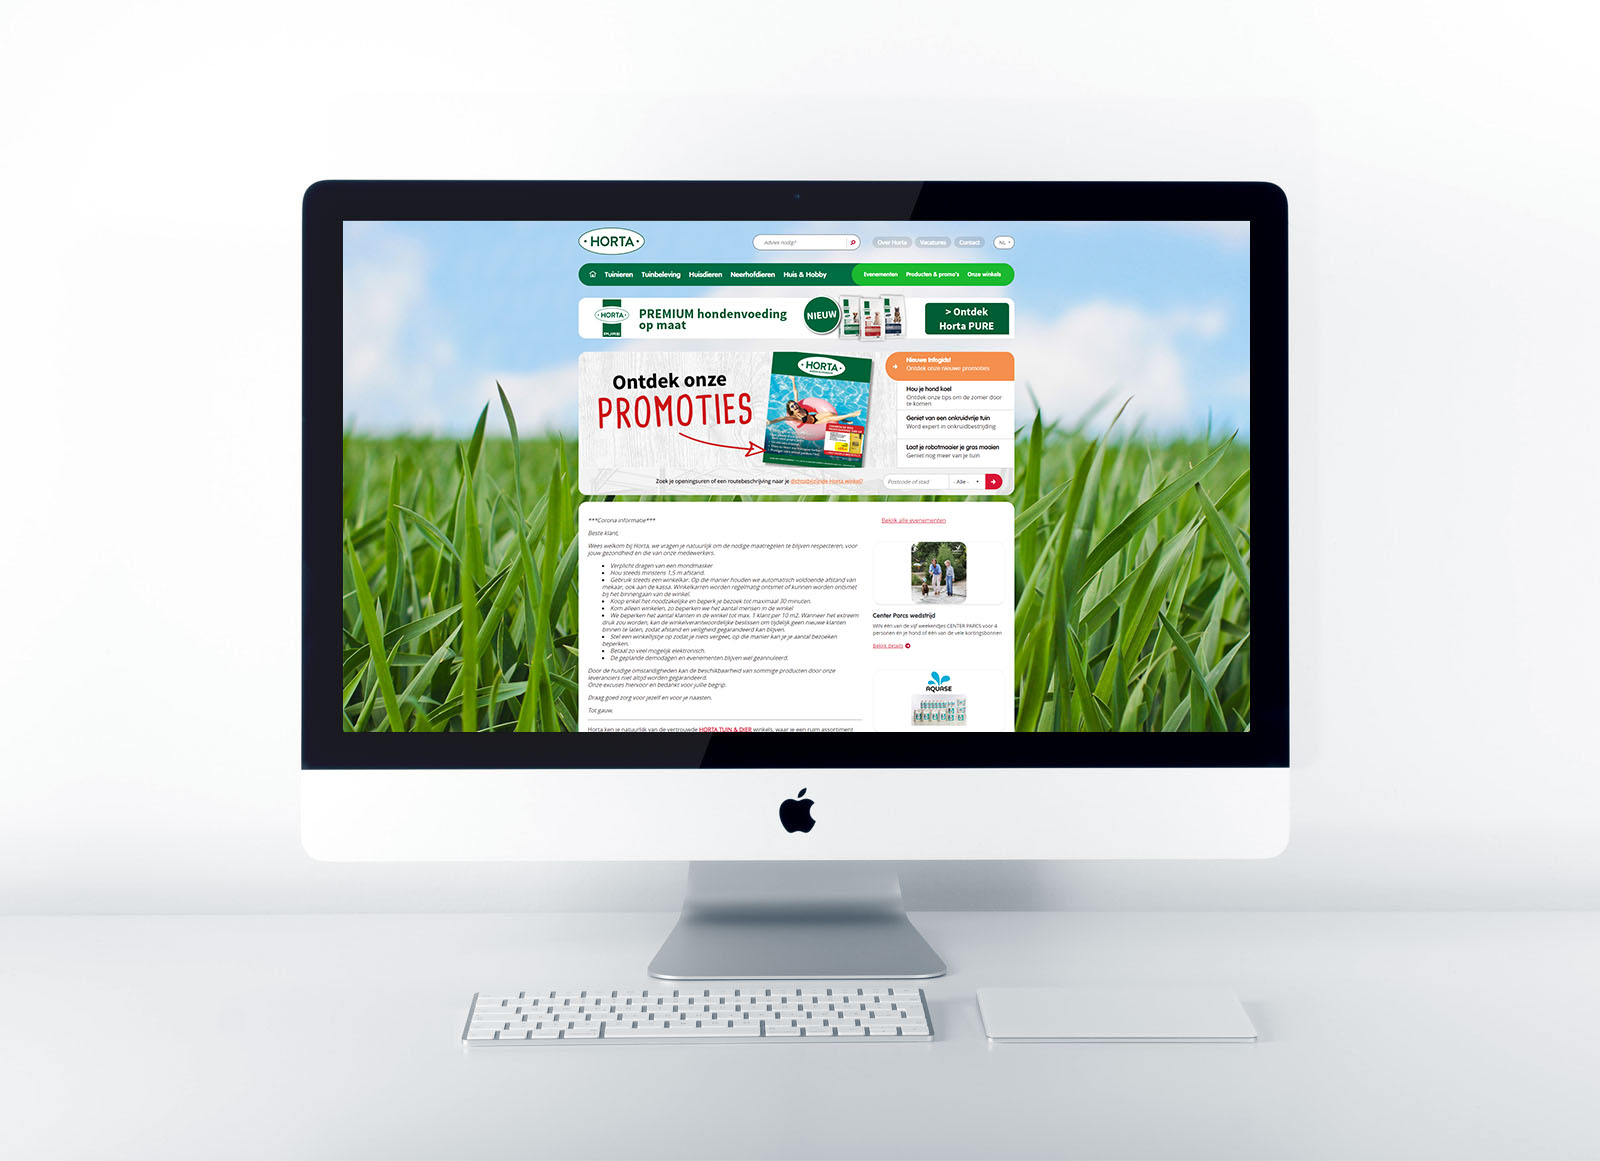 HORTA
Advies nodig?
Over Horta
Vacatures
Contact
NL
Tuinieren Tuinbeleving Huisdieren Neerhofdieren Huis & Hobby
Evenementen Producten & promo's Onze winkels
HORTA
PURE
PREMIUM hondenvoeding
op maat
NIEUW
> Ontdek
Horta PURE
Ontdek onze
PROMOTIES
HORTA
Nieuwe Infogids!
Ontdek onze nieuwe promoties
Hou je hond koel
Ontdek onze tips om de zomer door
te komen
Geniet van een onkruidvrije tuin
Word expert in onkruidbestrijding
Laat je robotmaaier je gras maaien
Geniet nog meer van je tuin
Zoek je openingsuren of een routebeschrijving naar je dichtstbijzijnde Horta winkel?
Postcode of stad
- Alle -
***Corona informatie***
Beste klant,
Wees welkom bij Horta, we vragen je natuurlijk om de nodige maatregelen te blijven respecteren, voor
jouw gezondheid en die van onze medewerkers.
• Verplicht dragen van een mondmasker
• Hou steeds minstens 1,5 m afstand.
• Gebruik steeds een winkelkar. Op die manier houden we automatisch voldoende afstand van
mekaar, ook aan de kassa. Winkelkarren worden regelmatig ontsmet of kunnen worden ontsmet
bij het binnengaan van de winkel.
• Koop enkel het noodzakelijke en beperk je bezoek tot maximaal 30 minuten.
• Kom alleen winkelen, zo beperken we het aantal mensen in de winkel
• We beperken het aantal klanten in de winkel tot max. 1 klant per 10 m2. Wanneer het extreem
druk zou worden, kan de winkelverantwoordelijke beslissen om tijdelijk geen nieuwe klanten
binnen te laten, zodat afstand en veiligheid gegarandeerd kan blijven.
• Stel een winkellijstje op zodat je niets vergeet, op die manier kan je je aantal bezoeken
beperken.
• Betaal zo veel mogelijk elektronisch.
• De geplande demodagen en evenementen blijven wel geannuleerd.
Door de huidige omstandigheden kan de beschikbaarheid van sommige producten door onze
leveranciers niet altijd worden gegarandeerd.
Onze excuses hiervoor en bedankt voor jullie begrip.
Draag goed zorg voor jezelf en voor je naasten.
Tot gauw,
Horta ken je natuurlijk van de vertrouwde HORTA TUIN & DIER winkels, waar je een ruim assortiment
Bekijk alle evenementen
Center Parcs wedstrijd
WIN één van de vijf weekendjes CENTER PARCS voor 4
personen én je hond of één van de vele kortingsbonnen
Bekijk details
AQUASE